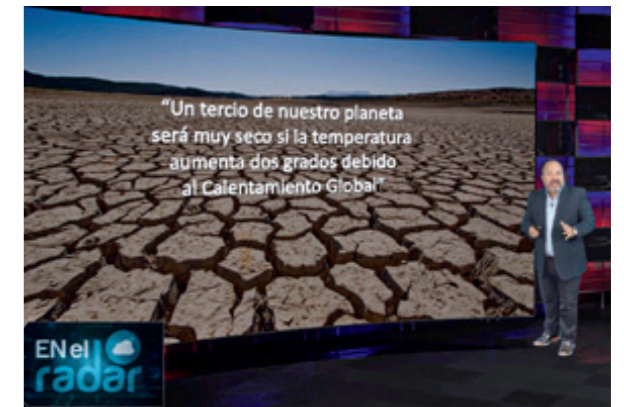 “Un tercio de nuestro planeta
será muy seco si la temperatura
aumenta dos grados debido
al Calentamiento Global”
EN el
radar